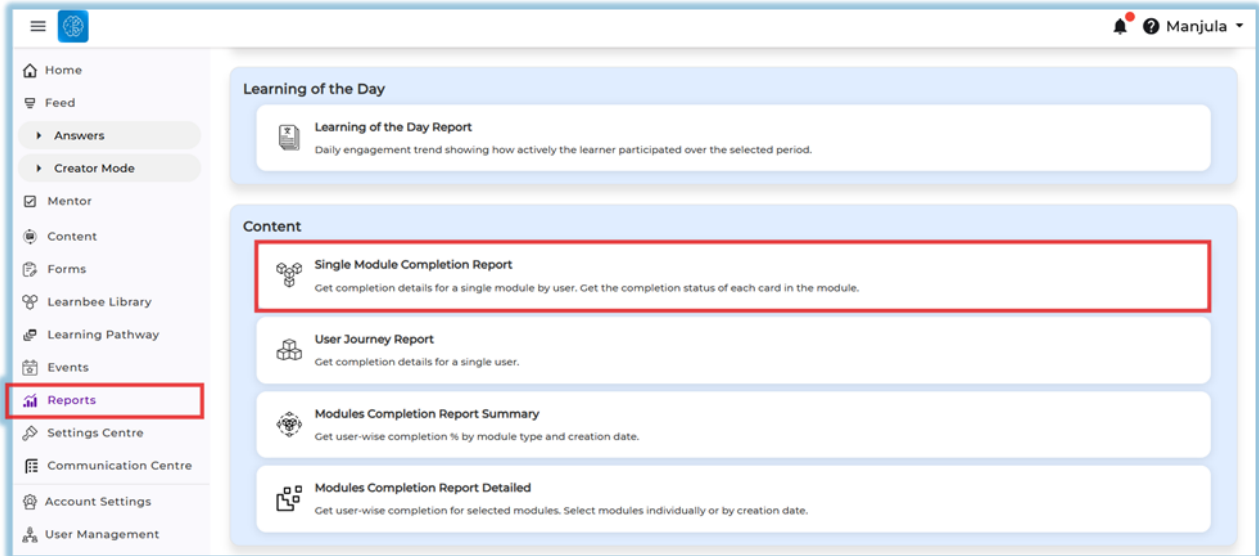 Manjula
Home
Feed
Answers
Creator Mode
Mentor
Content
Forms
Learnbee Library
Learning Pathway
Events
Reports
Settings Centre
Communication Centre
Account Settings
User Management
Learning of the Day
Learning of the Day Report
Daily engagement trend showing how actively the learner participated over the selected period.
Content
Single Module Completion Report
Get completion details for a single module by user. Get the completion status of each card in the module.
User Journey Report
Get completion details for a single user.
Modules Completion Report Summary
Get user-wise completion % by module type and creation date.
Modules Completion Report Detailed
Get user-wise completion for selected modules. Select modules individually or by creation date.